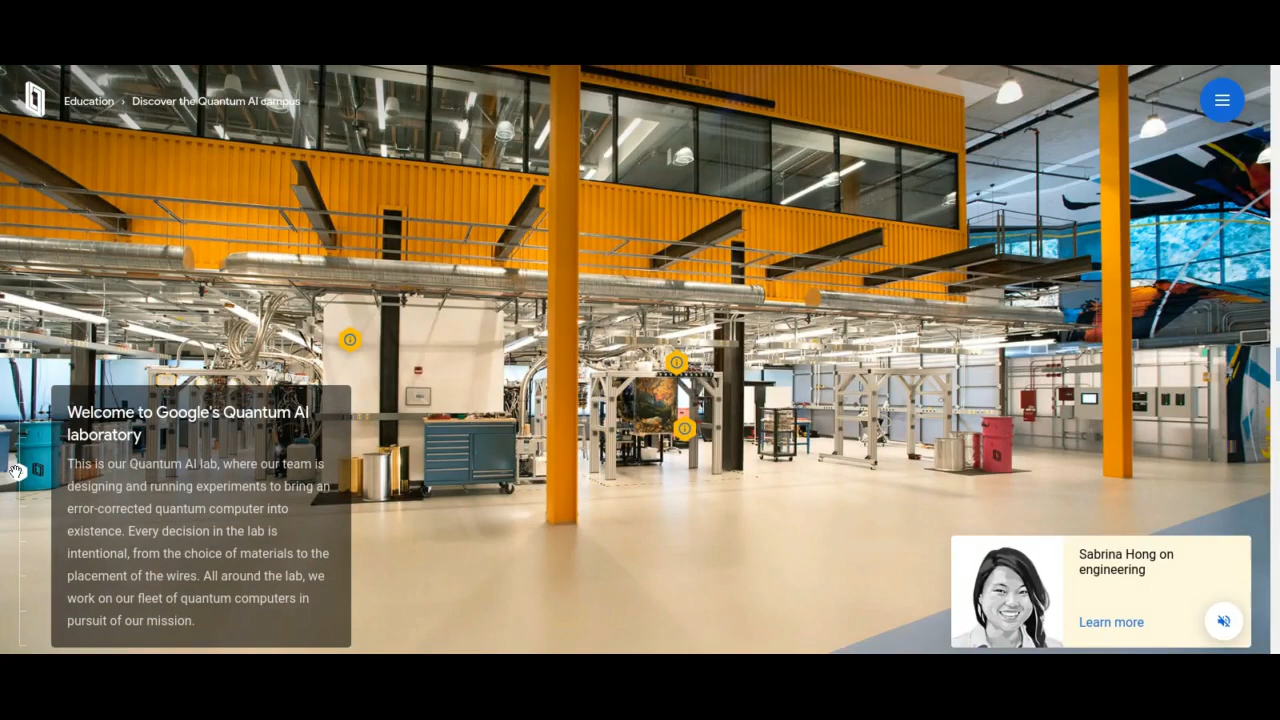 Education › Discover the Quantum AI campus
Welcome to Google's Quantum AI
laboratory
This is our Quantum AI lab, where our team is
designing and running experiments to bring an
error-corrected quantum computer into
existence. Every decision in the lab is
intentional, from the choice of materials to the
placement of the wires. All around the lab, we
work on our fleet of quantum computers in
pursuit of our mission.
Sabrina Hong on
engineering
Learn more